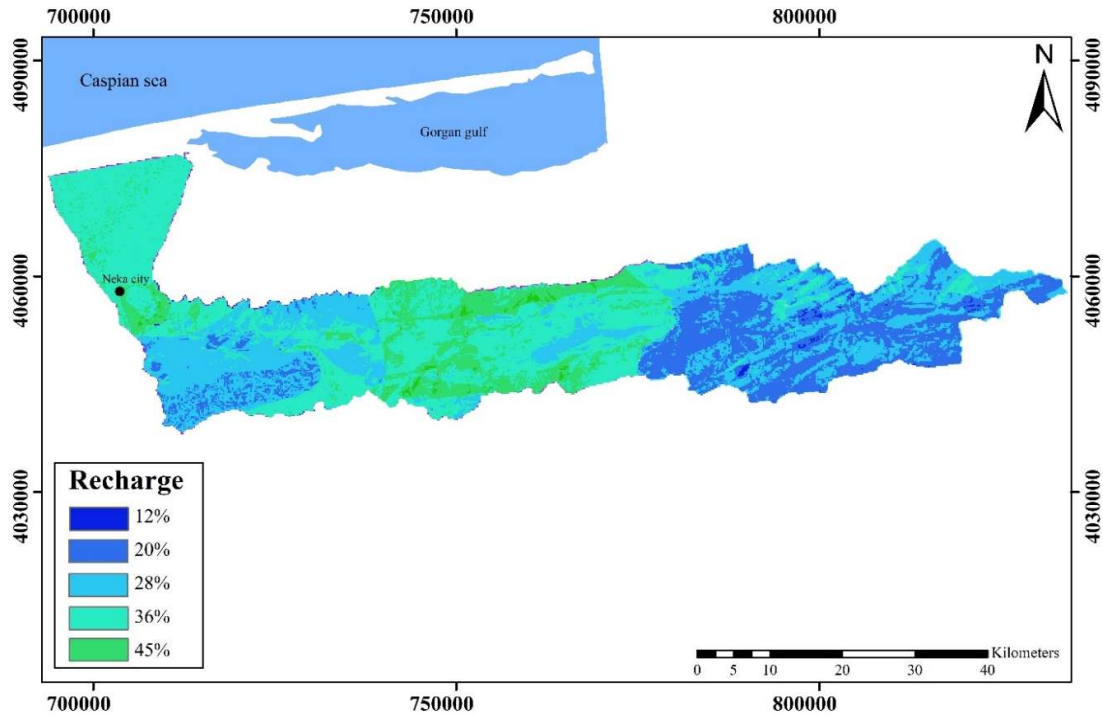 700000 750000 800000
4090000 4090000
N
Caspian sea
Gorgan gulf
4060000 4060000
Neka city
4030000 4030000
Recharge
12%
20%
28%
36%
45%
Kilometers
0 5 10 20 30 40
700000 750000 800000